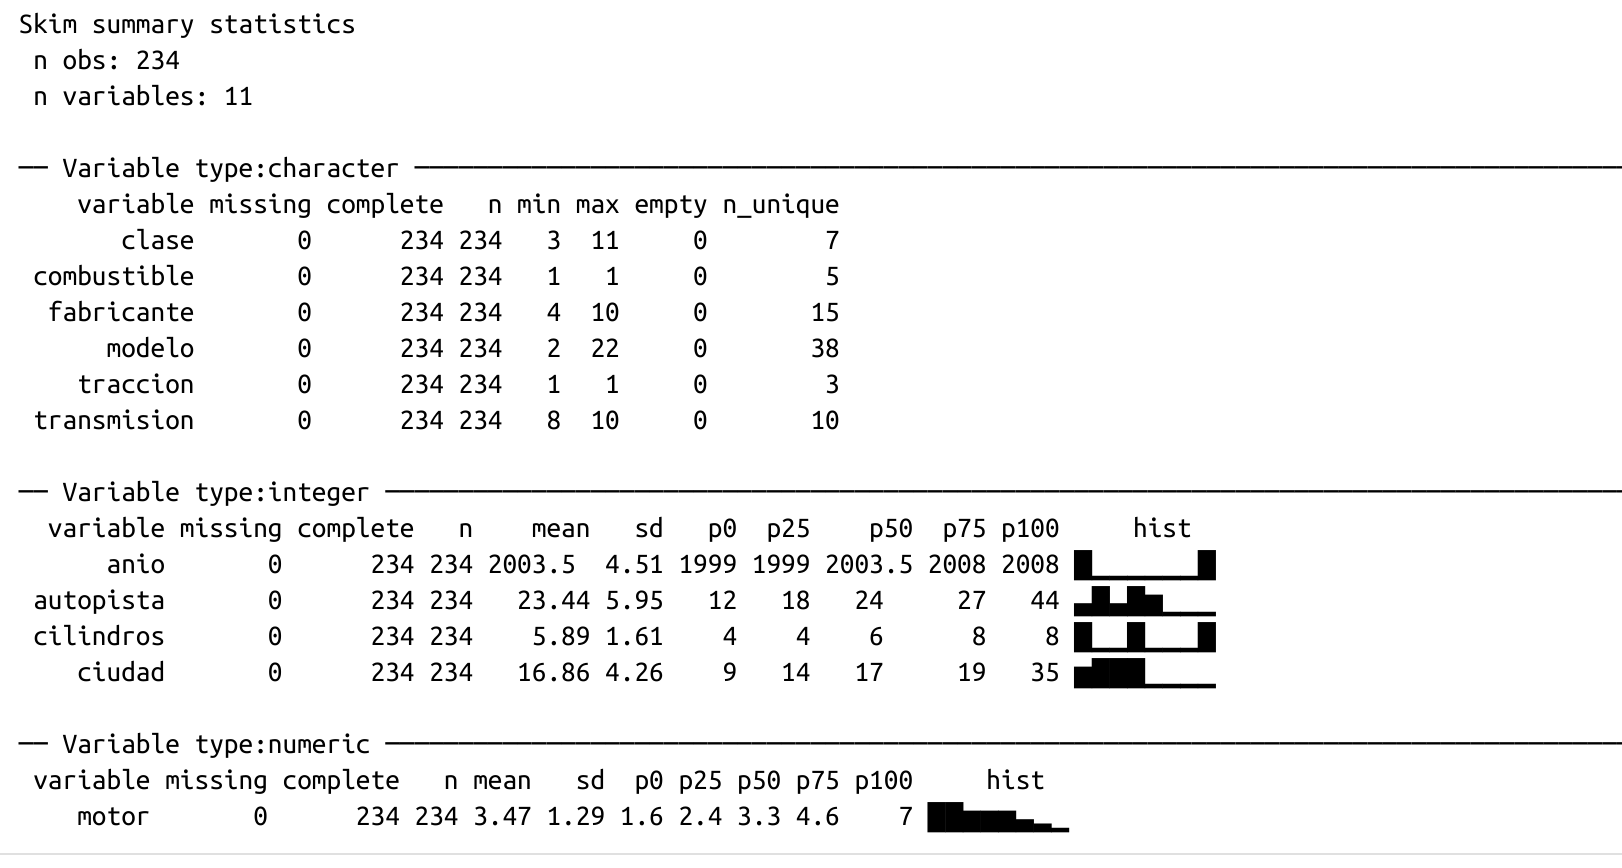 Skim summary statistics
n obs: 234
n variables: 11
── Variable type:character ──
variable missing complete n min max empty n_unique
clase 0 234 234 3 11 0 7
combustible 0 234 234 1 1 0 5
fabricante 0 234 234 4 10 0 15
modelo 0 234 234 2 22 0 38
traccion 0 234 234 1 1 0 3
transmision 0 234 234 8 10 0 10
── Variable type:integer ──
variable missing complete n mean sd p0 p25 p50 p75 p100 hist
anio 0 234 234 2003.5 4.51 1999 1999 2003.5 2008 2008
autopista 0 234 234 23.44 5.95 12 18 24 27 44
cilindros 0 234 234 5.89 1.61 4 4 6 8 8
ciudad 0 234 234 16.86 4.26 9 14 17 19 35
── Variable type:numeric ──
variable missing complete n mean sd p0 p25 p50 p75 p100 hist
motor 0 234 234 3.47 1.29 1.6 2.4 3.3 4.6 7